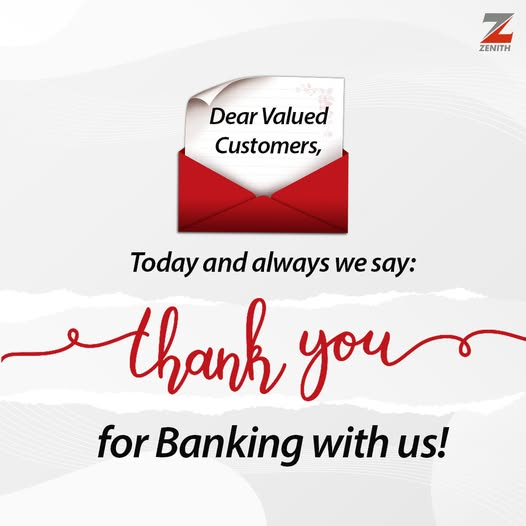 ZENITH
Dear Valued
Customers,
Today and always we say:
thank you
for Banking with us!